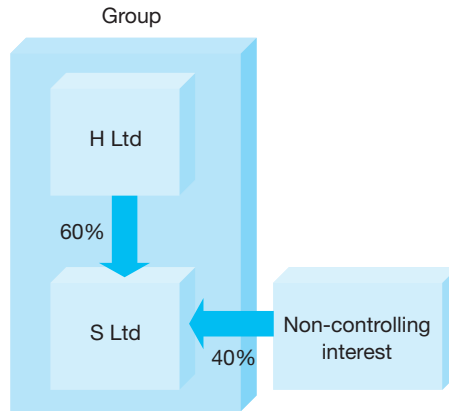 Group
H Ltd
60%
S Ltd
40%
Non-controlling
interest